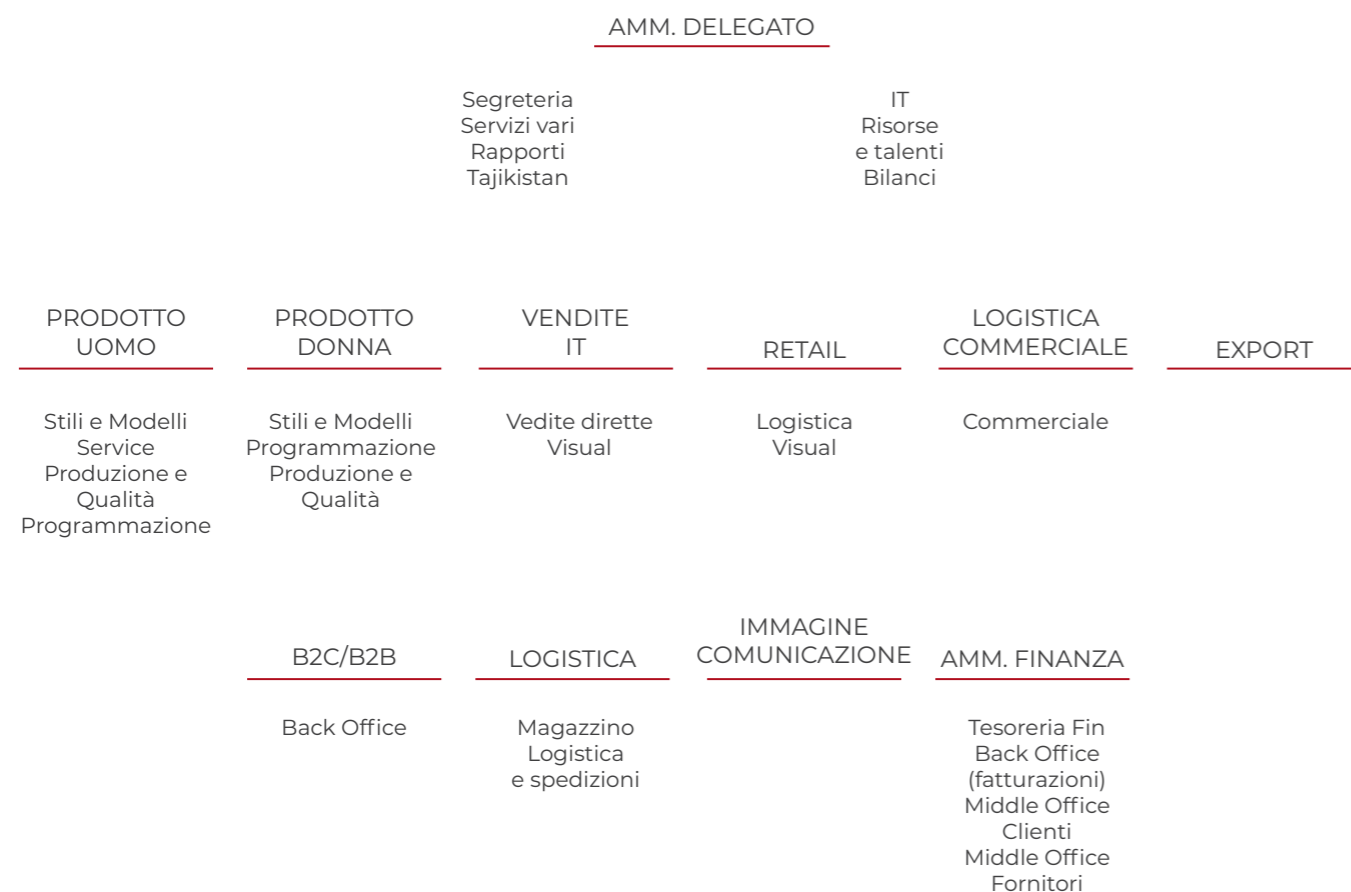 AMM. DELEGATO
Segreteria
Servizi vari
Rapporti
Tajikistan
IT
Risorse
e talenti
Bilanci
PRODOTTO
UOMO
Stili e Modelli
Service
Produzione e
Qualità
Programmazione
PRODOTTO
DONNA
Stili e Modelli
Programmazione
Produzione e
Qualità
VENDITE
IT
Vedite dirette
Visual
RETAIL
Logistica
Visual
LOGISTICA
COMMERCIALE
Commerciale
EXPORT
B2C/B2B
Back Office
LOGISTICA
Magazzino
Logistica
e spedizioni
IMMAGINE
COMUNICAZIONE
AMM. FINANZA
Tesoreria Fin
Back Office
(fatturazioni)
Middle Office
Clienti
Middle Office
Fornitori